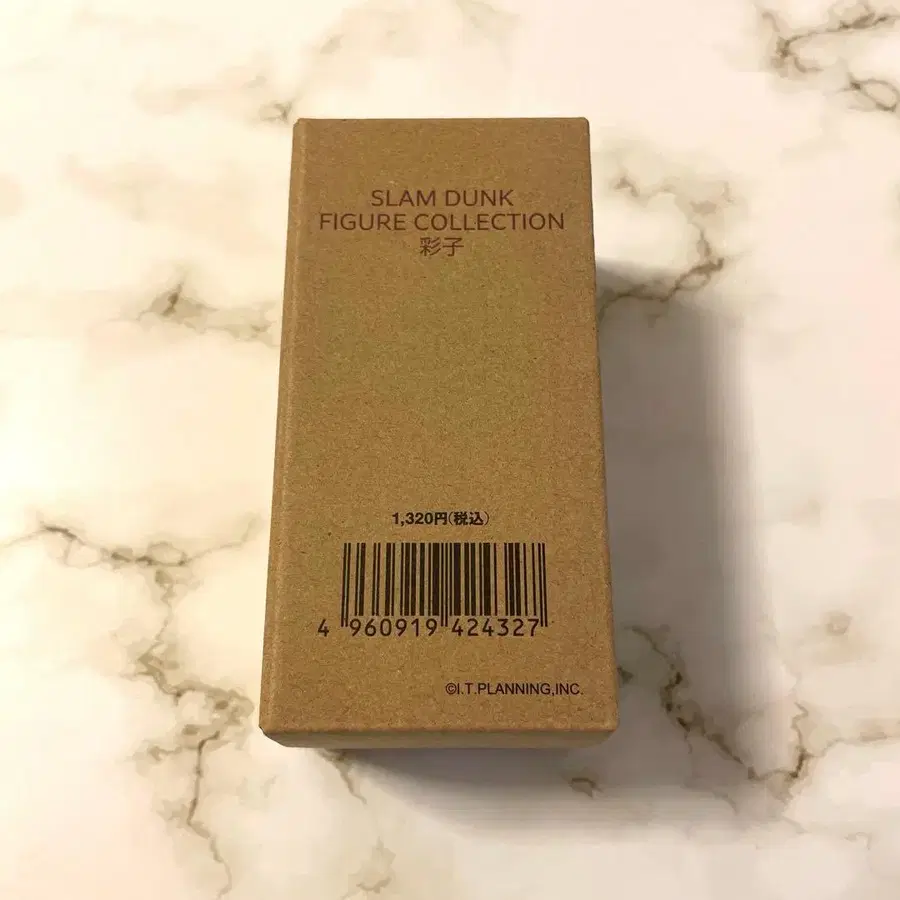 SLAM DUNK
FIGURE COLLECTION
彩子
1,320円(税込)
4 960919 424327
©I.T.PLANNING,INC.